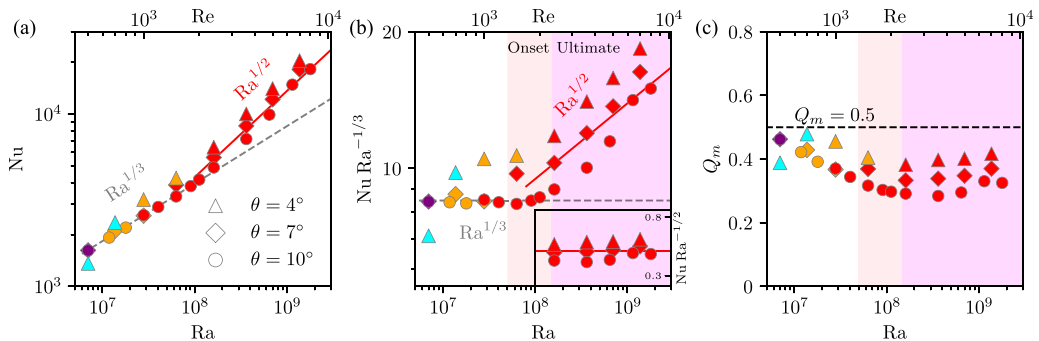 (a)
Re
10³
10⁴
Nu
10⁴
10³
Ra^1/2
Ra^1/3
θ = 4°
θ = 7°
θ = 10°
10⁷
10⁸
10⁹
Ra
(b)
Re
10³
10⁴
Nu Ra^−1/3
20
10
Onset
Ultimate
Ra^1/2
Ra^1/3
0.8
0.3
Nu Ra^−1/2
10⁷
10⁸
10⁹
Ra
(c)
Re
10³
10⁴
Q_m
0.8
0.6
0.4
0.2
0
Q_m = 0.5
10⁷
10⁸
10⁹
Ra